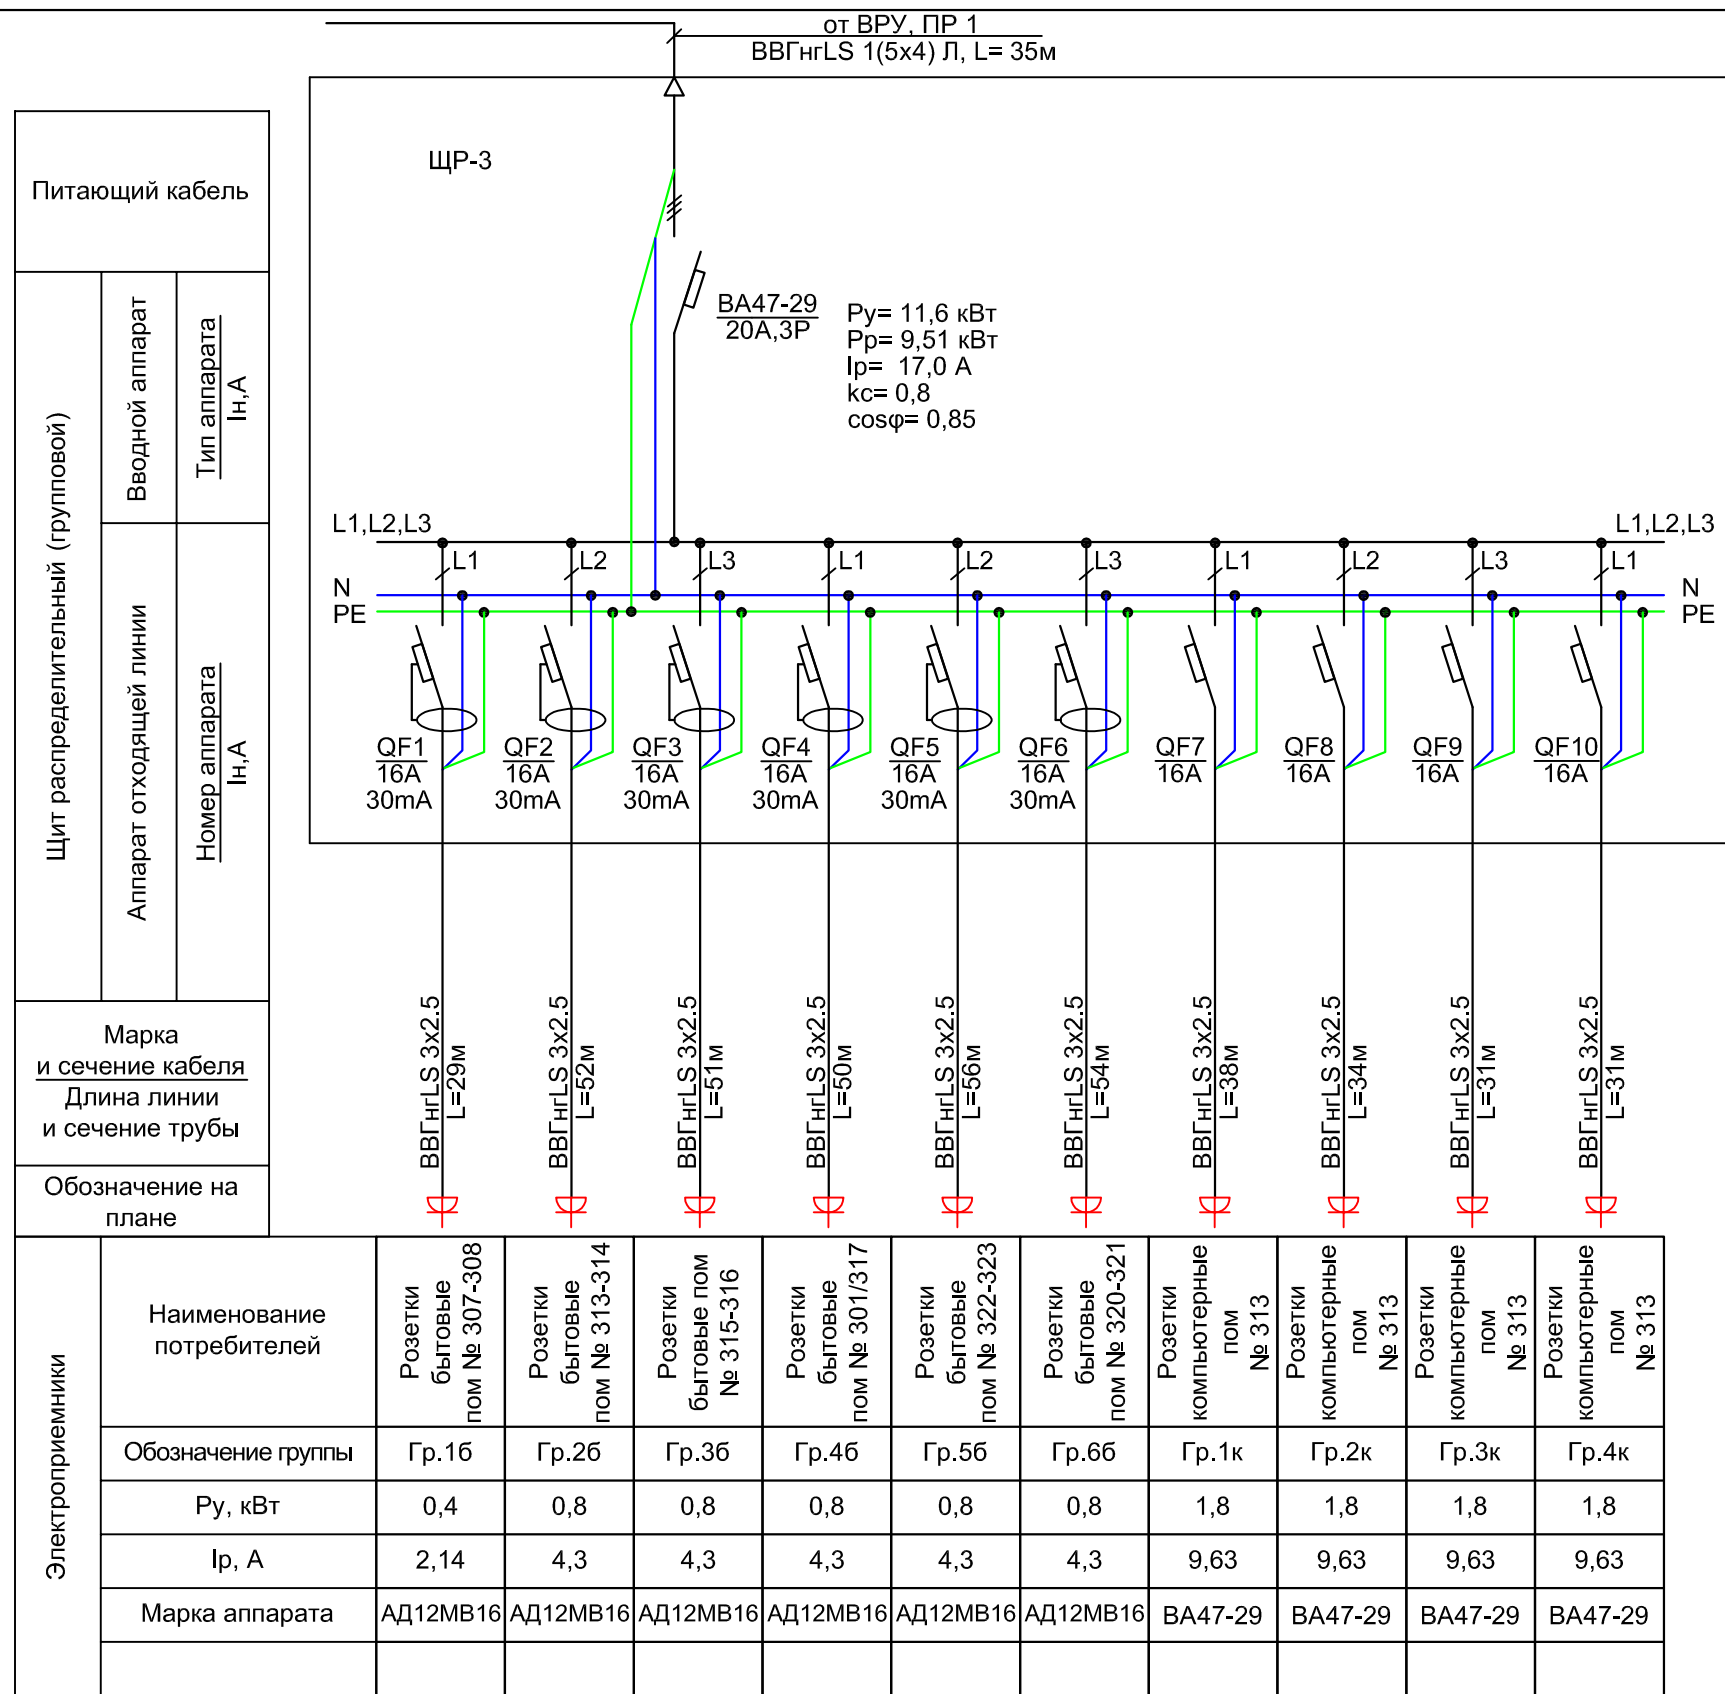 от ВРУ, ПР 1
ВВГнгLS 1(5х4) Л, L= 35м
Питающий кабель
Щит распределительный (групповой)
Вводной аппарат
Тип аппарата
Iн,А
Аппарат отходящей линии
Номер аппарата
Iн,А
Марка
и сечение кабеля
Длина линии
и сечение трубы
Обозначение на
плане
ЩР-3
ВА47-29
20А,3Р
Ру= 11,6 кВт
Рр= 9,51 кВт
Iр= 17,0 А
kc= 0,8
cosφ= 0,85
L1,L2,L3
L1,L2,L3
L1
L2
L3
L1
L2
L3
L1
L2
L3
L1
N
N
PE
PE
QF1
16А
30mA
QF2
16А
30mA
QF3
16А
30mA
QF4
16А
30mA
QF5
16А
30mA
QF6
16А
30mA
QF7
16А
QF8
16А
QF9
16А
QF10
16А
ВВГнгLS 3х2.5
L=29м
ВВГнгLS 3х2.5
L=52м
ВВГнгLS 3х2.5
L=51м
ВВГнгLS 3х2.5
L=50м
ВВГнгLS 3х2.5
L=56м
ВВГнгLS 3х2.5
L=54м
ВВГнгLS 3х2.5
L=38м
ВВГнгLS 3х2.5
L=34м
ВВГнгLS 3х2.5
L=31м
ВВГнгLS 3х2.5
L=31м
Электроприемники
Наименование
потребителей
Розетки
бытовые
пом № 307-308
Розетки
бытовые
пом № 313-314
Розетки
бытовые пом
№ 315-316
Розетки
бытовые
пом № 301/317
Розетки
бытовые
пом № 322-323
Розетки
бытовые
пом № 320-321
Розетки
компьютерные
пом
№ 313
Розетки
компьютерные
пом
№ 313
Розетки
компьютерные
пом
№ 313
Розетки
компьютерные
пом
№ 313
Обозначение группы Гр.1б Гр.2б Гр.3б Гр.4б Гр.5б Гр.6б Гр.1к Гр.2к Гр.3к Гр.4к
Ру, кВт 0,4 0,8 0,8 0,8 0,8 0,8 1,8 1,8 1,8 1,8
Iр, А 2,14 4,3 4,3 4,3 4,3 4,3 9,63 9,63 9,63 9,63
Марка аппарата АД12МВ16 АД12МВ16 АД12МВ16 АД12МВ16 АД12МВ16 АД12МВ16 ВА47-29 ВА47-29 ВА47-29 ВА47-29